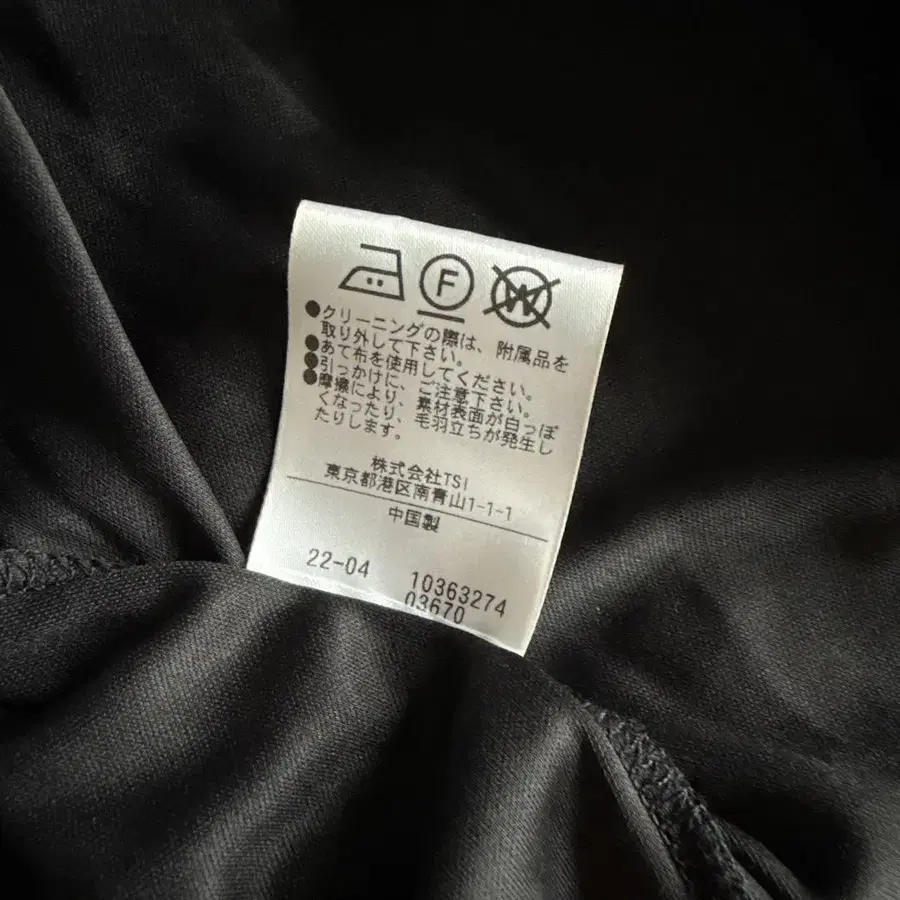 F W
●クリーニングの際は、附属品を
取り外して下さい。
●あて布を使用してください。
●引っかけに、ご注意下さい。
●摩擦により、素材表面が白っぽ
くなったり、毛羽立ちが発生し
たりします。
株式会社TSI
東京都港区南青山1-1-1
中国製
22-04 10363274
03670